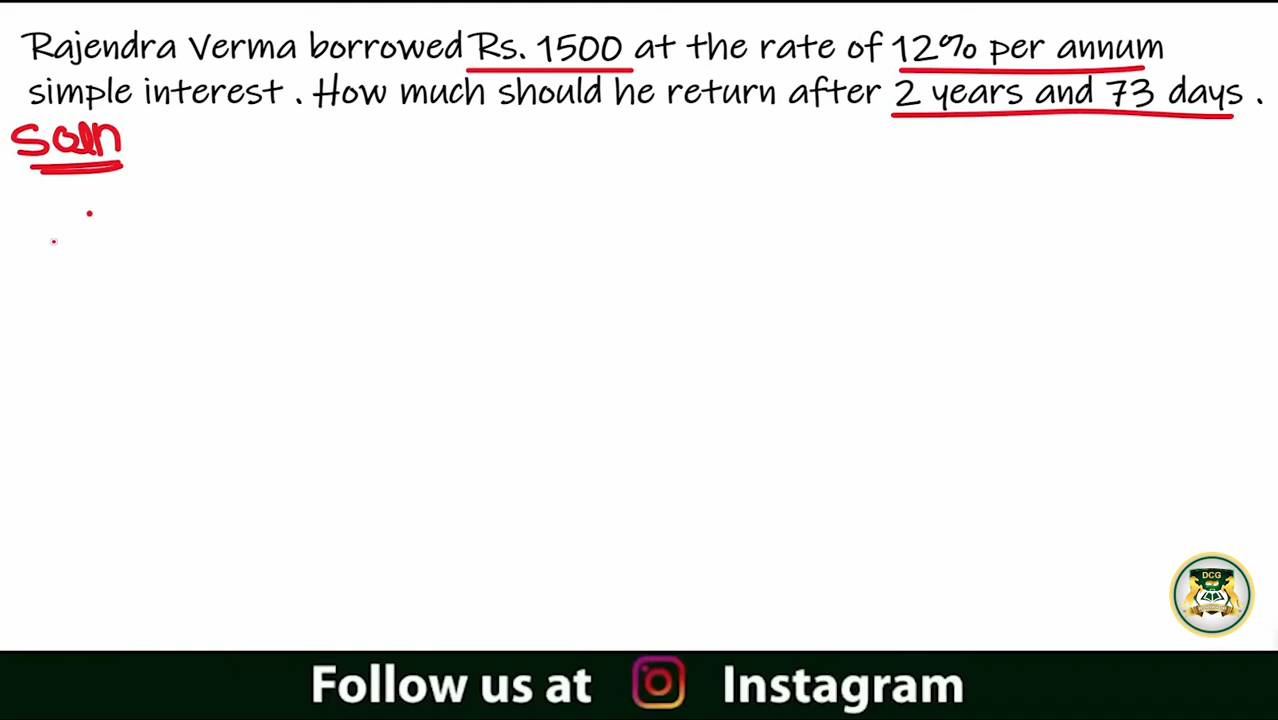 Rajendra Verma borrowed Rs. 1500 at the rate of 12% per annum
simple interest . How much should he return after 2 years and 73 days .
Soln
DCG
Follow us at Instagram